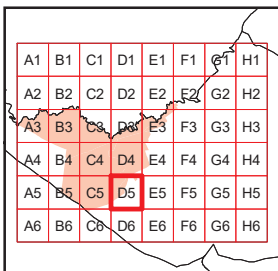 A1 B1 C1 D1 E1 F1 G1 H1
A2 B2 C2 D2 E2 F2 G2 H2
A3 B3 C3 D3 E3 F3 G3 H3
A4 B4 C4 D4 E4 F4 G4 H4
A5 B5 C5 D5 E5 F5 G5 H5
A6 B6 C6 D6 E6 F6 G6 H6